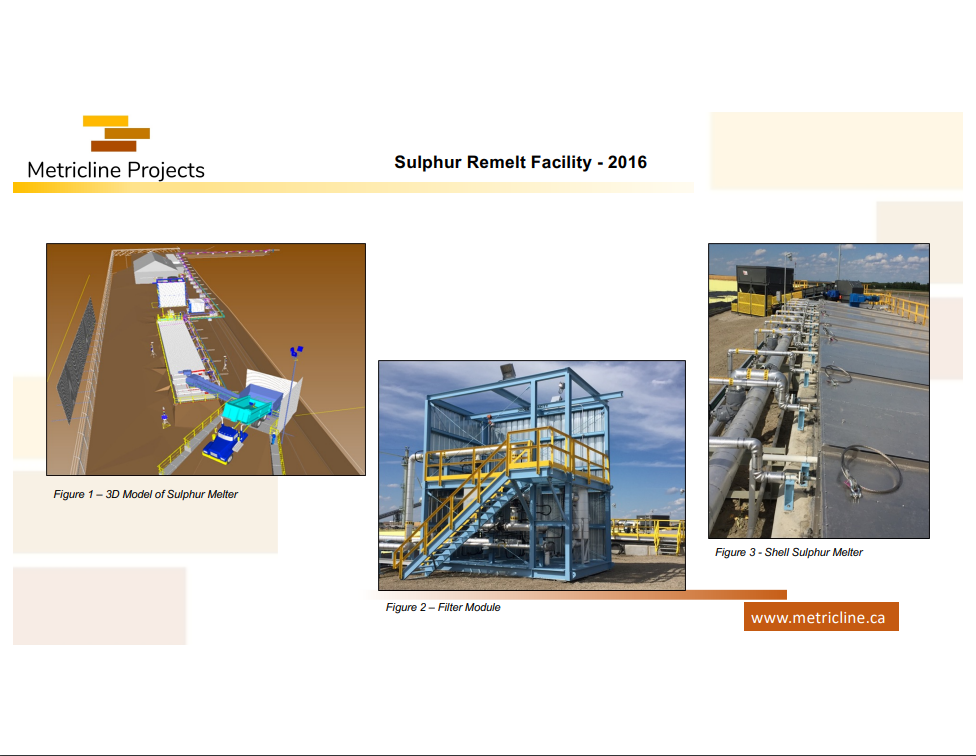 Metricline Projects
Sulphur Remelt Facility - 2016
Figure 1 – 3D Model of Sulphur Melter
Figure 2 – Filter Module
Figure 3 - Shell Sulphur Melter
www.metricline.ca